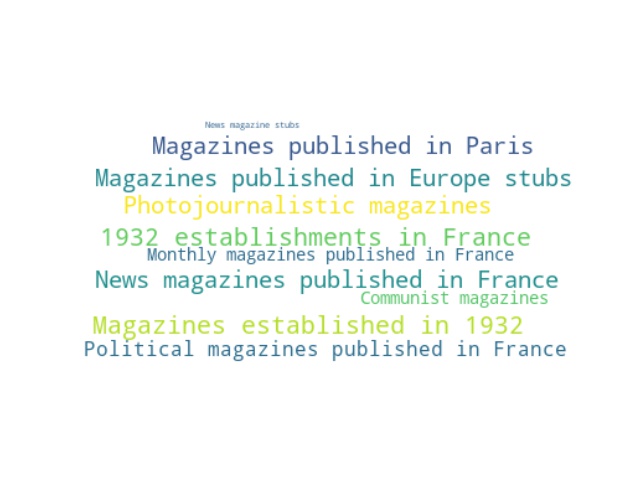 News magazine stubs
Magazines published in Paris
Magazines published in Europe stubs
Photojournalistic magazines
1932 establishments in France
Monthly magazines published in France
News magazines published in France
Communist magazines
Magazines established in 1932
Political magazines published in France